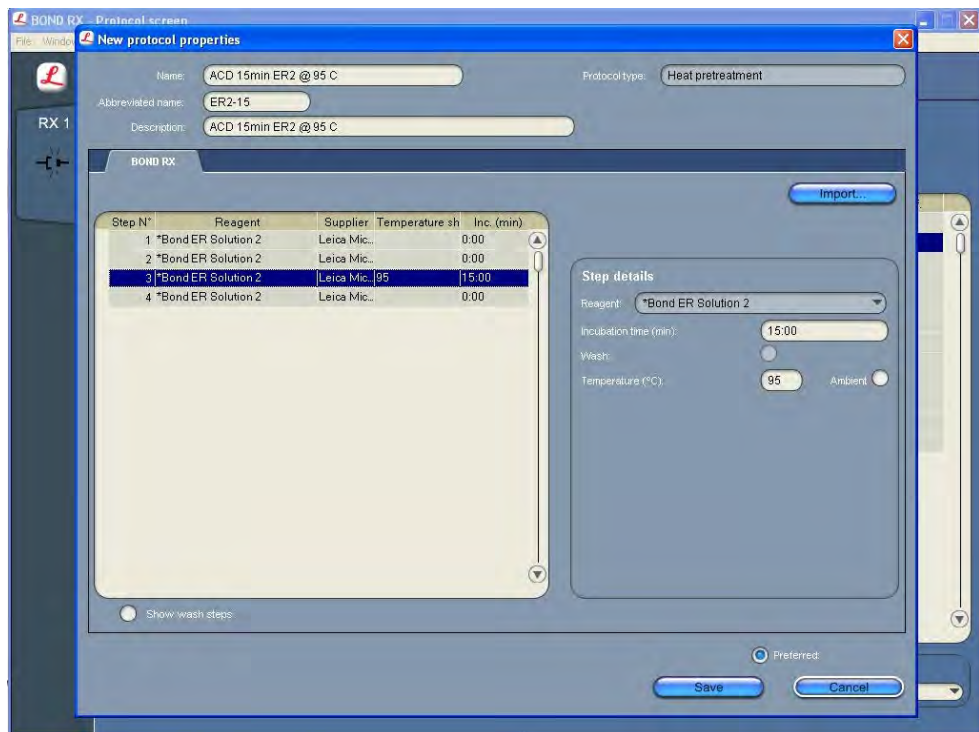 BOND RX - Protocol screen
File Window
New protocol properties
Name: ACD 15min ER2 @ 95 C
Protocol type: Heat pretreatment
Abbreviated name: ER2-15
Description: ACD 15min ER2 @ 95 C
RX 1
BOND RX
Import...
Step N° Reagent Supplier Temperature sh Inc. (min)
1 *Bond ER Solution 2 Leica Mic... 0:00
2 *Bond ER Solution 2 Leica Mic... 0:00
3 *Bond ER Solution 2 Leica Mic... 95 15:00
4 *Bond ER Solution 2 Leica Mic... 0:00
Step details
Reagent: *Bond ER Solution 2
Incubation time (min): 15:00
Wash:
Temperature (°C): 95 Ambient
Show wash steps
Preferred
Save Cancel